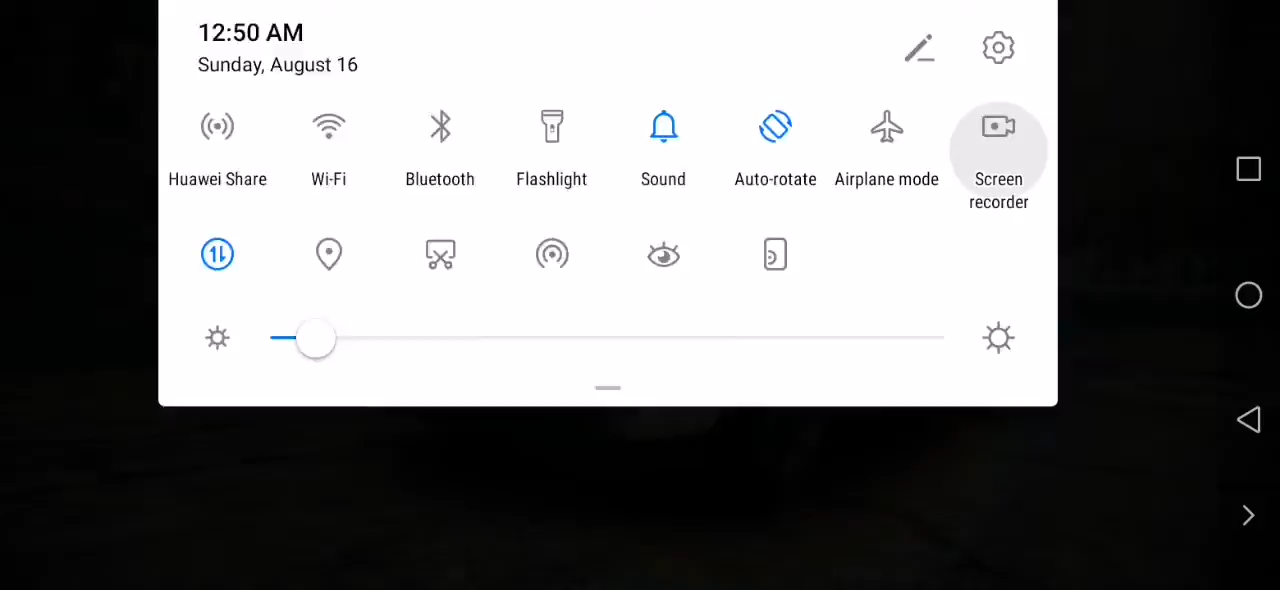 12:50 AM
Sunday, August 16
Huawei Share
Wi-Fi
Bluetooth
Flashlight
Sound
Auto-rotate
Airplane mode
Screen
recorder